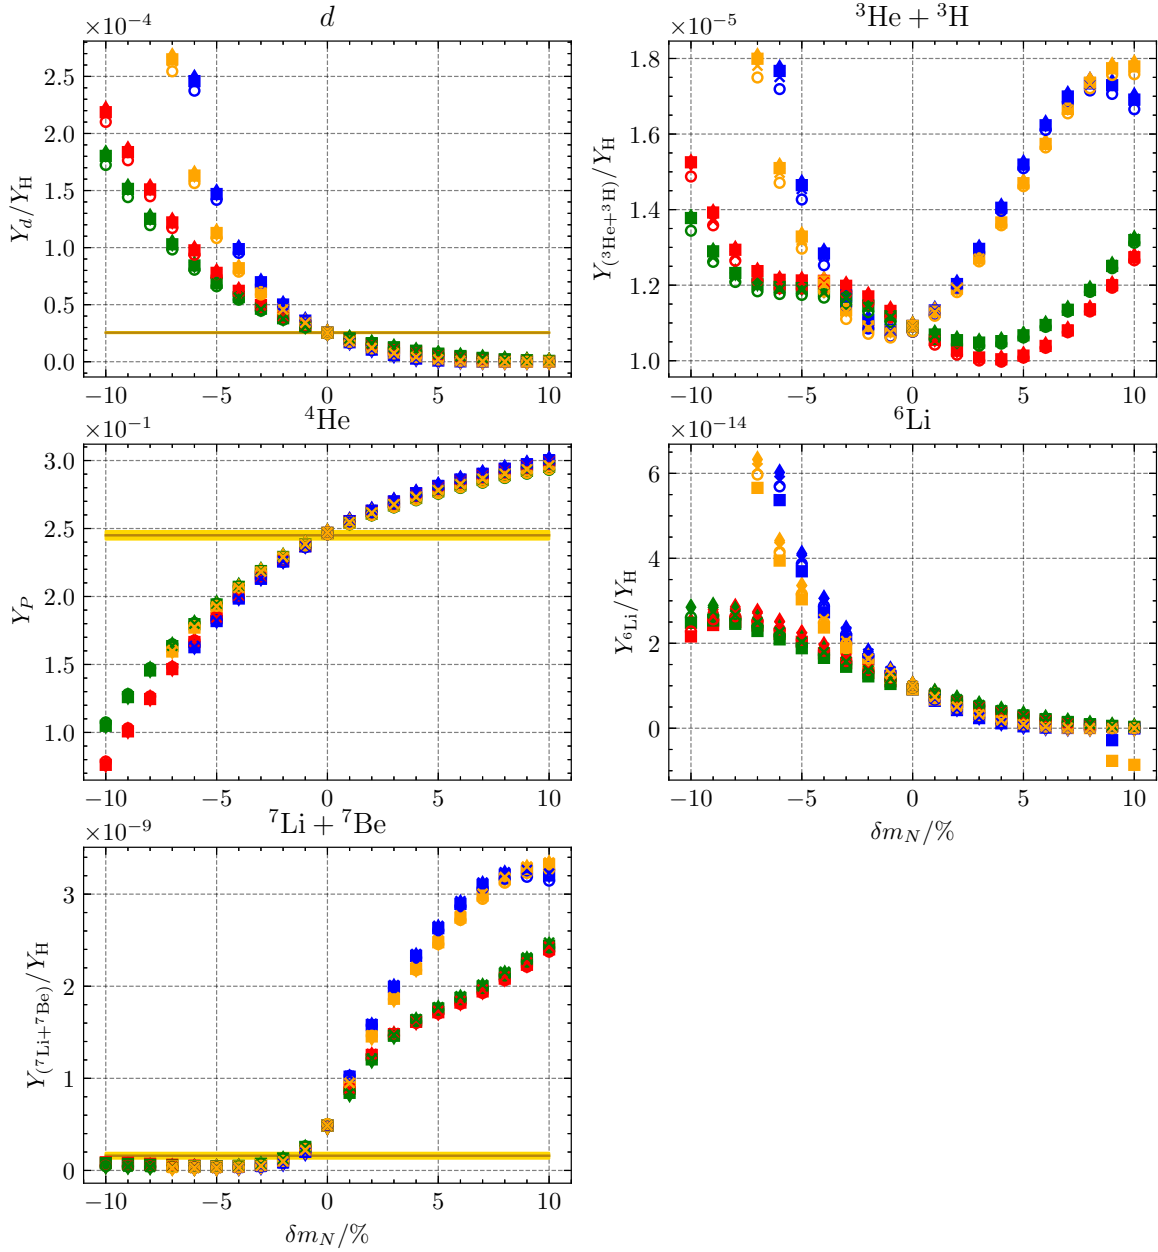 ×10⁻⁴
d
2.5
2.0
1.5
1.0
0.5
0.0
Y_d/Y_H
−10 −5 0 5 10
×10⁻⁵
³He + ³H
1.8
1.6
1.4
1.2
1.0
Y_(³He+³H)/Y_H
−10 −5 0 5 10
×10⁻¹
⁴He
3.0
2.5
2.0
1.5
1.0
Y_P
−10 −5 0 5 10
×10⁻¹⁴
⁶Li
6
4
2
0
Y_⁶Li/Y_H
−10 −5 0 5 10
δm_N/%
×10⁻⁹
⁷Li + ⁷Be
3
2
1
0
Y_(⁷Li+⁷Be)/Y_H
−10 −5 0 5 10
δm_N/%